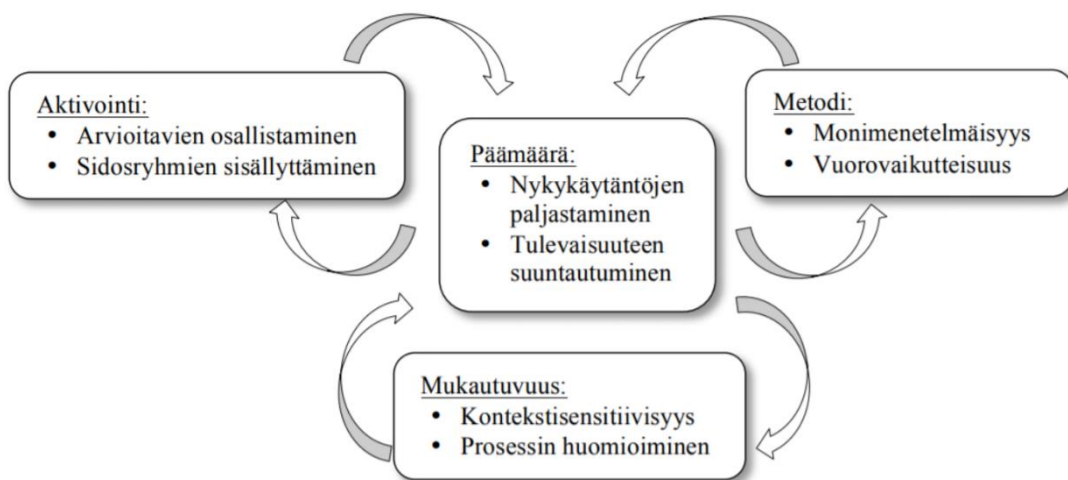 Aktivointi:
• Arvioitavien osallistaminen
• Sidosryhmien sisällyttäminen
Päämäärä:
• Nykykäytäntöjen
paljastaminen
• Tulevaisuuteen
suuntautuminen
Metodi:
• Monimenetelmäisyys
• Vuorovaikutteisuus
Mukautuvuus:
• Kontekstisensitiivisyys
• Prosessin huomioiminen